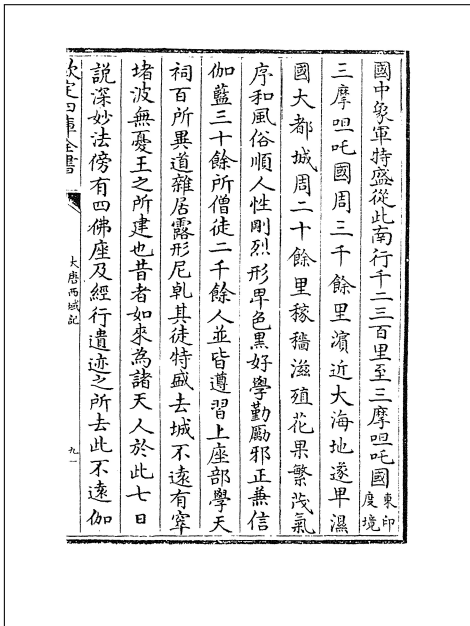 國中象軍特盛從此南行千二三百里至三摩呾吒國東印度境
三摩呾吒國周三千餘里濱近大海地遂卑濕
國大都城周二十餘里稼穡滋殖花果繁茂氣
序和風俗順人性剛烈形卑色黑好學勤勵邪正兼信
伽藍三十餘所僧徒二千餘人並皆遵習上座部學天
祠百所異道雜居露形尼乹其徒特盛去城不遠有窣
堵波無憂王之所建也昔者如來為諸天人於此七日
說深妙法傍有四佛座及經行遺迹之所去此不遠伽
欽定四庫全書
大唐西域記
九一